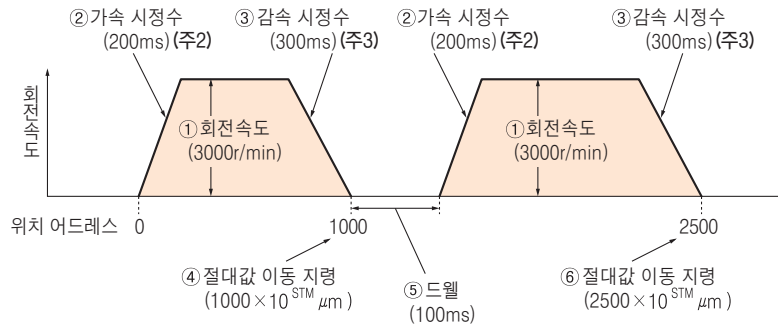 ②가속 시정수
(200ms)(주2)
③감속 시정수
(300ms)(주3)
②가속 시정수
(200ms)(주2)
③감속 시정수
(300ms)(주3)
회전속도
①회전속도
(3000r/min)
①회전속도
(3000r/min)
위치 어드레스 0 1000 2500
④절대값 이동 지령
(1000×10 STM μm)
⑤드웰
(100ms)
⑥절대값 이동 지령
(2500×10 STM μm)